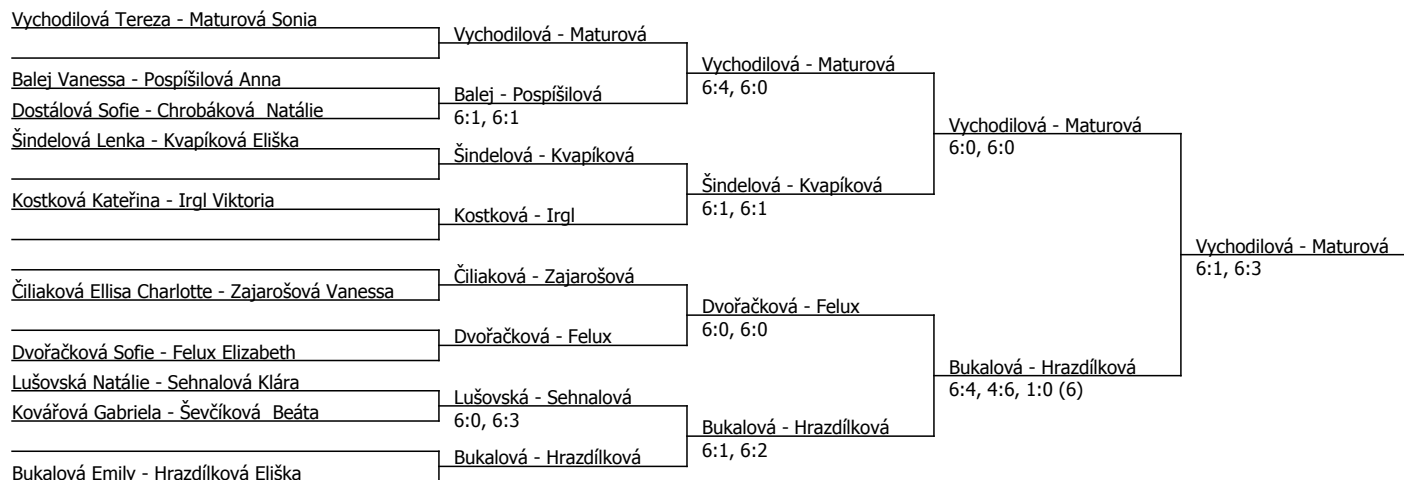 Vychodilová Tereza - Maturová Sonia
Vychodilová - Maturová
Vychodilová - Maturová
6:4, 6:0
Balej Vanessa - Pospíšilová Anna
Balej - Pospíšilová
6:1, 6:1
Dostálová Sofie - Chrobáková  Natálie
Vychodilová - Maturová
6:0, 6:0
Šindelová Lenka - Kvapíková Eliška
Šindelová - Kvapíková
Šindelová - Kvapíková
6:1, 6:1
Kostková Kateřina - Irgl Viktoria
Kostková - Irgl
Vychodilová - Maturová
6:1, 6:3
Čiliaková - Zajarošová
Čiliaková Ellisa Charlotte - Zajarošová Vanessa
Dvořačková - Felux
6:0, 6:0
Dvořačková - Felux
Dvořačková Sofie - Felux Elizabeth
Bukalová - Hrazdílková
6:4, 4:6, 1:0 (6)
Lušovská Natálie - Sehnalová Klára
Lušovská - Sehnalová
6:0, 6:3
Kovářová Gabriela - Ševčíková  Beáta
Bukalová - Hrazdílková
6:1, 6:2
Bukalová - Hrazdílková
Bukalová Emily - Hrazdílková Eliška